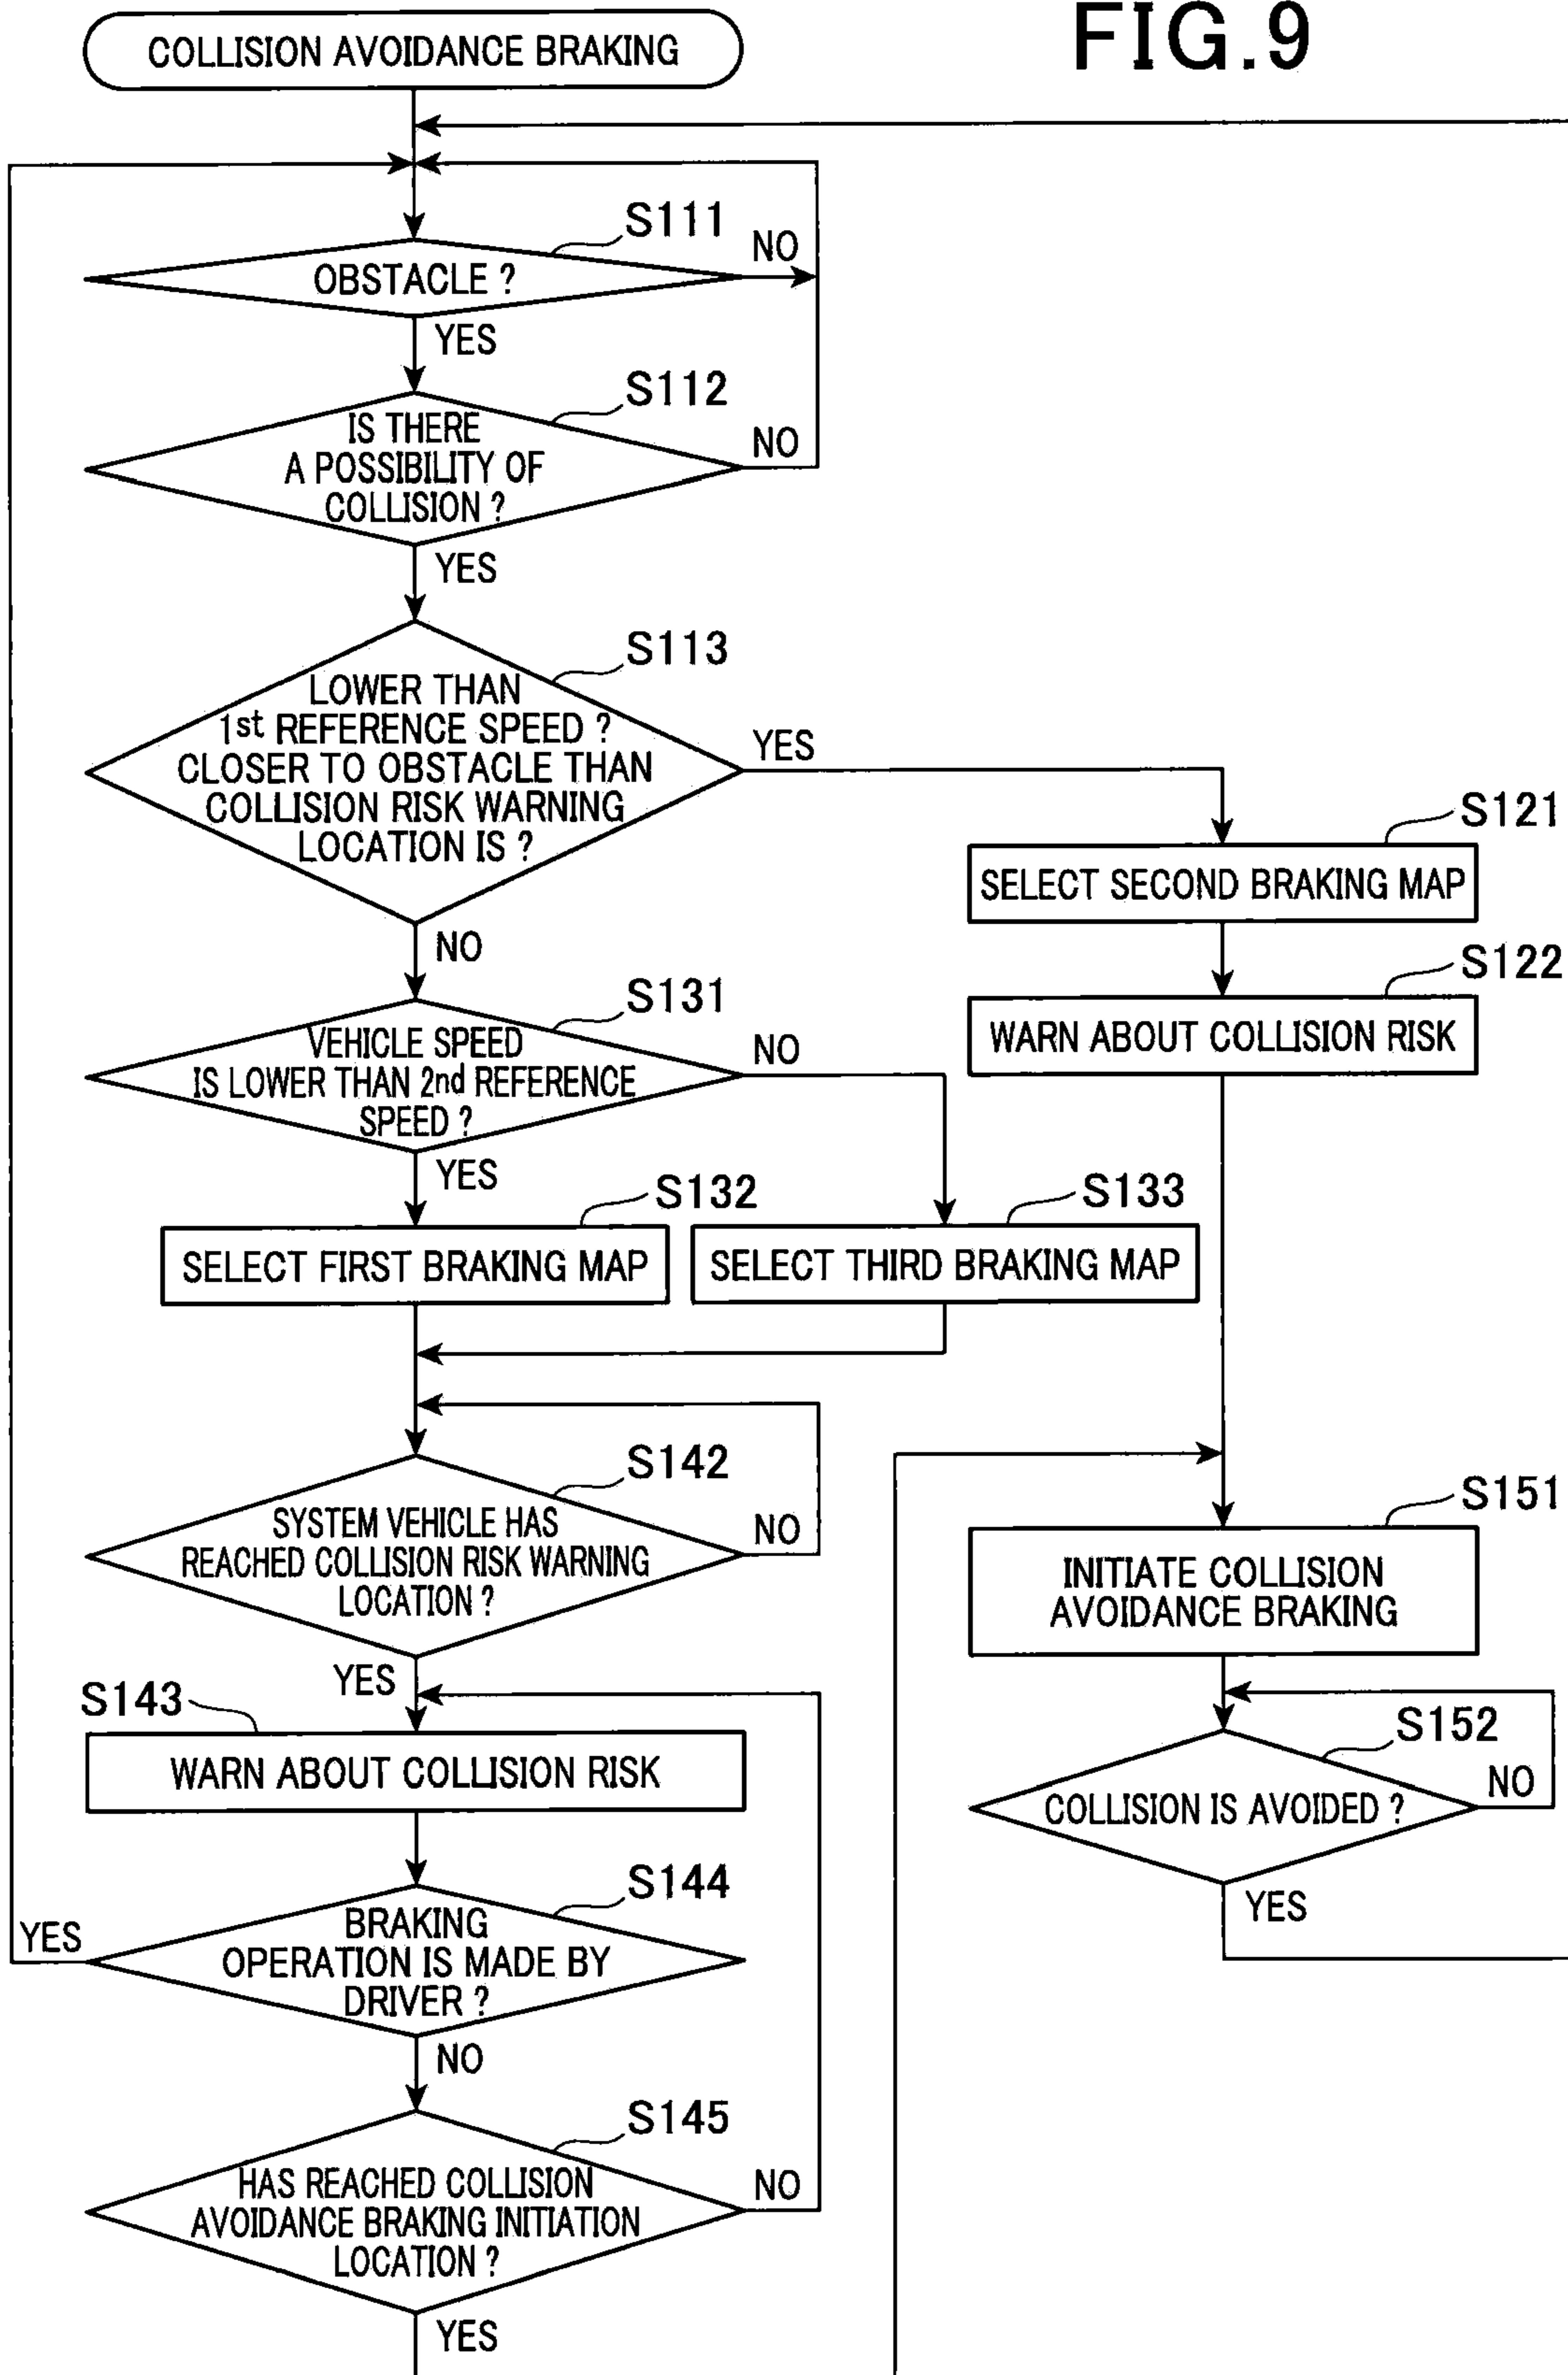 FIG.9
COLLISION AVOIDANCE BRAKING
S111
OBSTACLE ?
NO
YES
S112
IS THERE
A POSSIBILITY OF
COLLISION ?
NO
YES
S113
LOWER THAN
1st REFERENCE SPEED ?
CLOSER TO OBSTACLE THAN
COLLISION RISK WARNING
LOCATION IS ?
YES
NO
S121
SELECT SECOND BRAKING MAP
S122
WARN ABOUT COLLISION RISK
S131
VEHICLE SPEED
IS LOWER THAN 2nd REFERENCE
SPEED ?
NO
YES
S132
SELECT FIRST BRAKING MAP
S133
SELECT THIRD BRAKING MAP
S142
SYSTEM VEHICLE HAS
REACHED COLLISION RISK WARNING
LOCATION ?
NO
YES
S143
WARN ABOUT COLLISION RISK
S144
BRAKING
OPERATION IS MADE BY
DRIVER ?
YES
NO
S145
HAS REACHED COLLISION
AVOIDANCE BRAKING INITIATION
LOCATION ?
NO
YES
S151
INITIATE COLLISION
AVOIDANCE BRAKING
S152
COLLISION IS AVOIDED ?
NO
YES